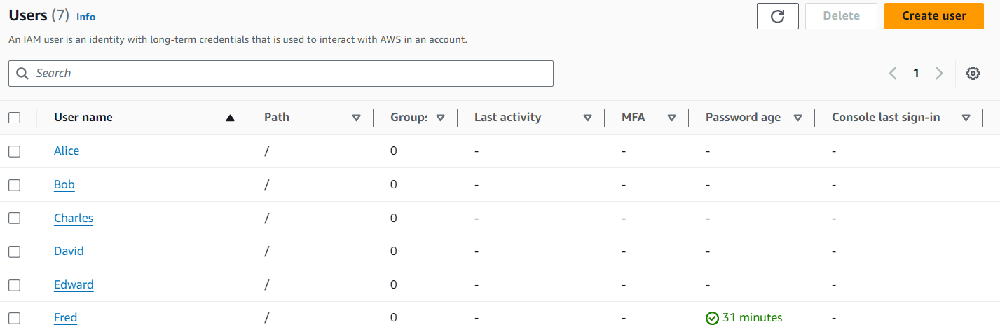 Users (7) Info
Delete
Create user
An IAM user is an identity with long-term credentials that is used to interact with AWS in an account.
Search
1
User name Path Groups Last activity MFA Password age Console last sign-in
Alice / 0 - - - -
Bob / 0 - - - -
Charles / 0 - - - -
David / 0 - - - -
Edward / 0 - - - -
Fred / 0 - - 31 minutes -